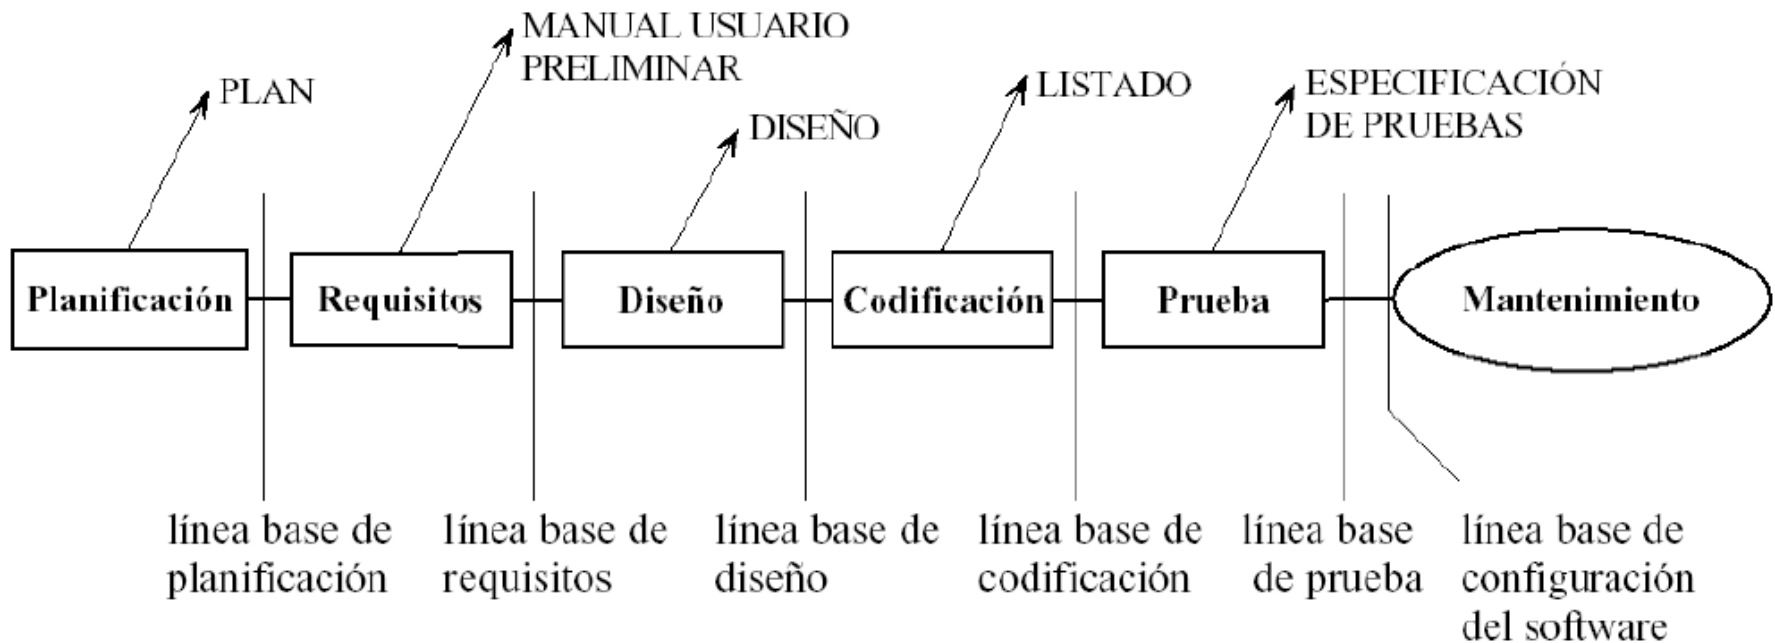 MANUAL USUARIO
PRELIMINAR
PLAN
LISTADO
ESPECIFICACIÓN
DE PRUEBAS
DISEÑO
Planificación
Requisitos
Diseño
Codificación
Prueba
Mantenimiento
línea base de
planificación
línea base de
requisitos
línea base de
diseño
línea base de
codificación
línea base
de prueba
línea base de
configuración
del software